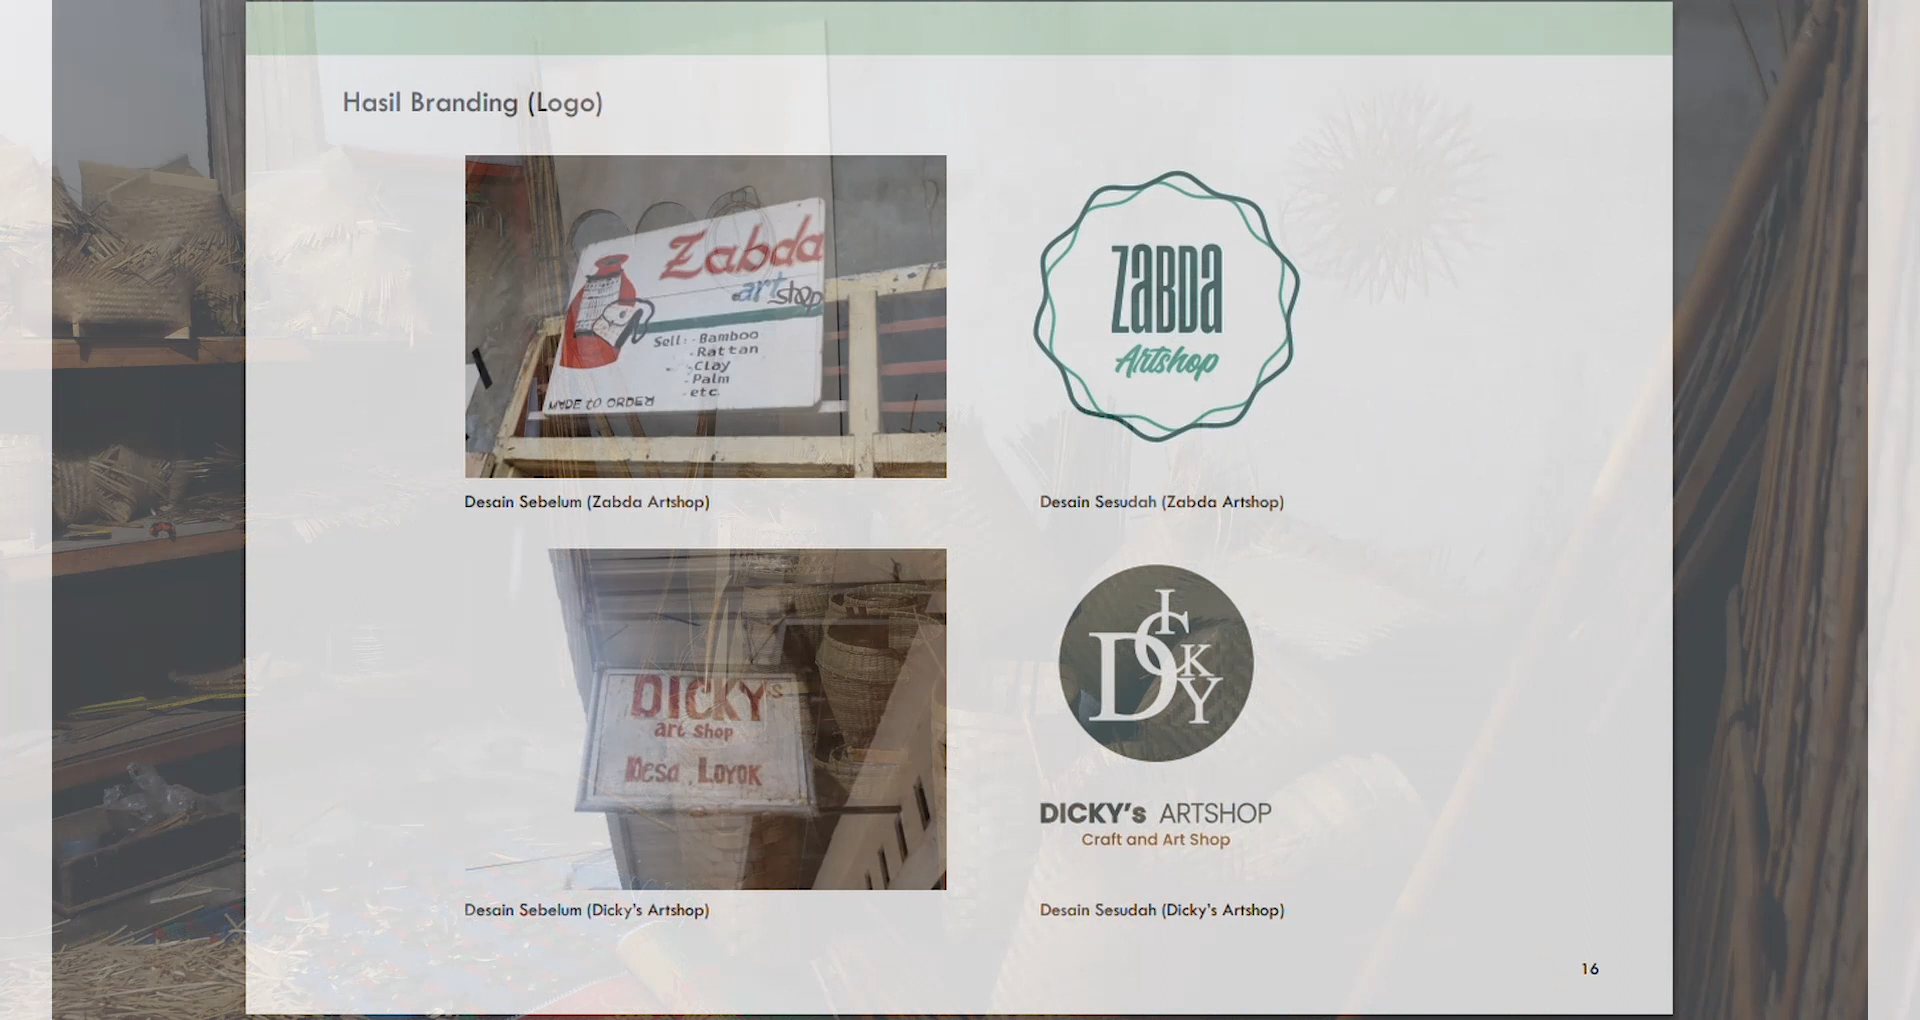 Hasil Branding (Logo)
Zabda
art shop
Sell: - Bamboo
- Rattan
- Clay
- Palm
- etc.
MADE to ORDER
ZaBDa
Artshop
Desain Sebelum (Zabda Artshop)
Desain Sesudah (Zabda Artshop)
DICKY's
art shop
Desa Loyok
DICKY
DICKY's ARTSHOP
Craft and Art Shop
Desain Sebelum (Dicky's Artshop)
Desain Sesudah (Dicky's Artshop)
16